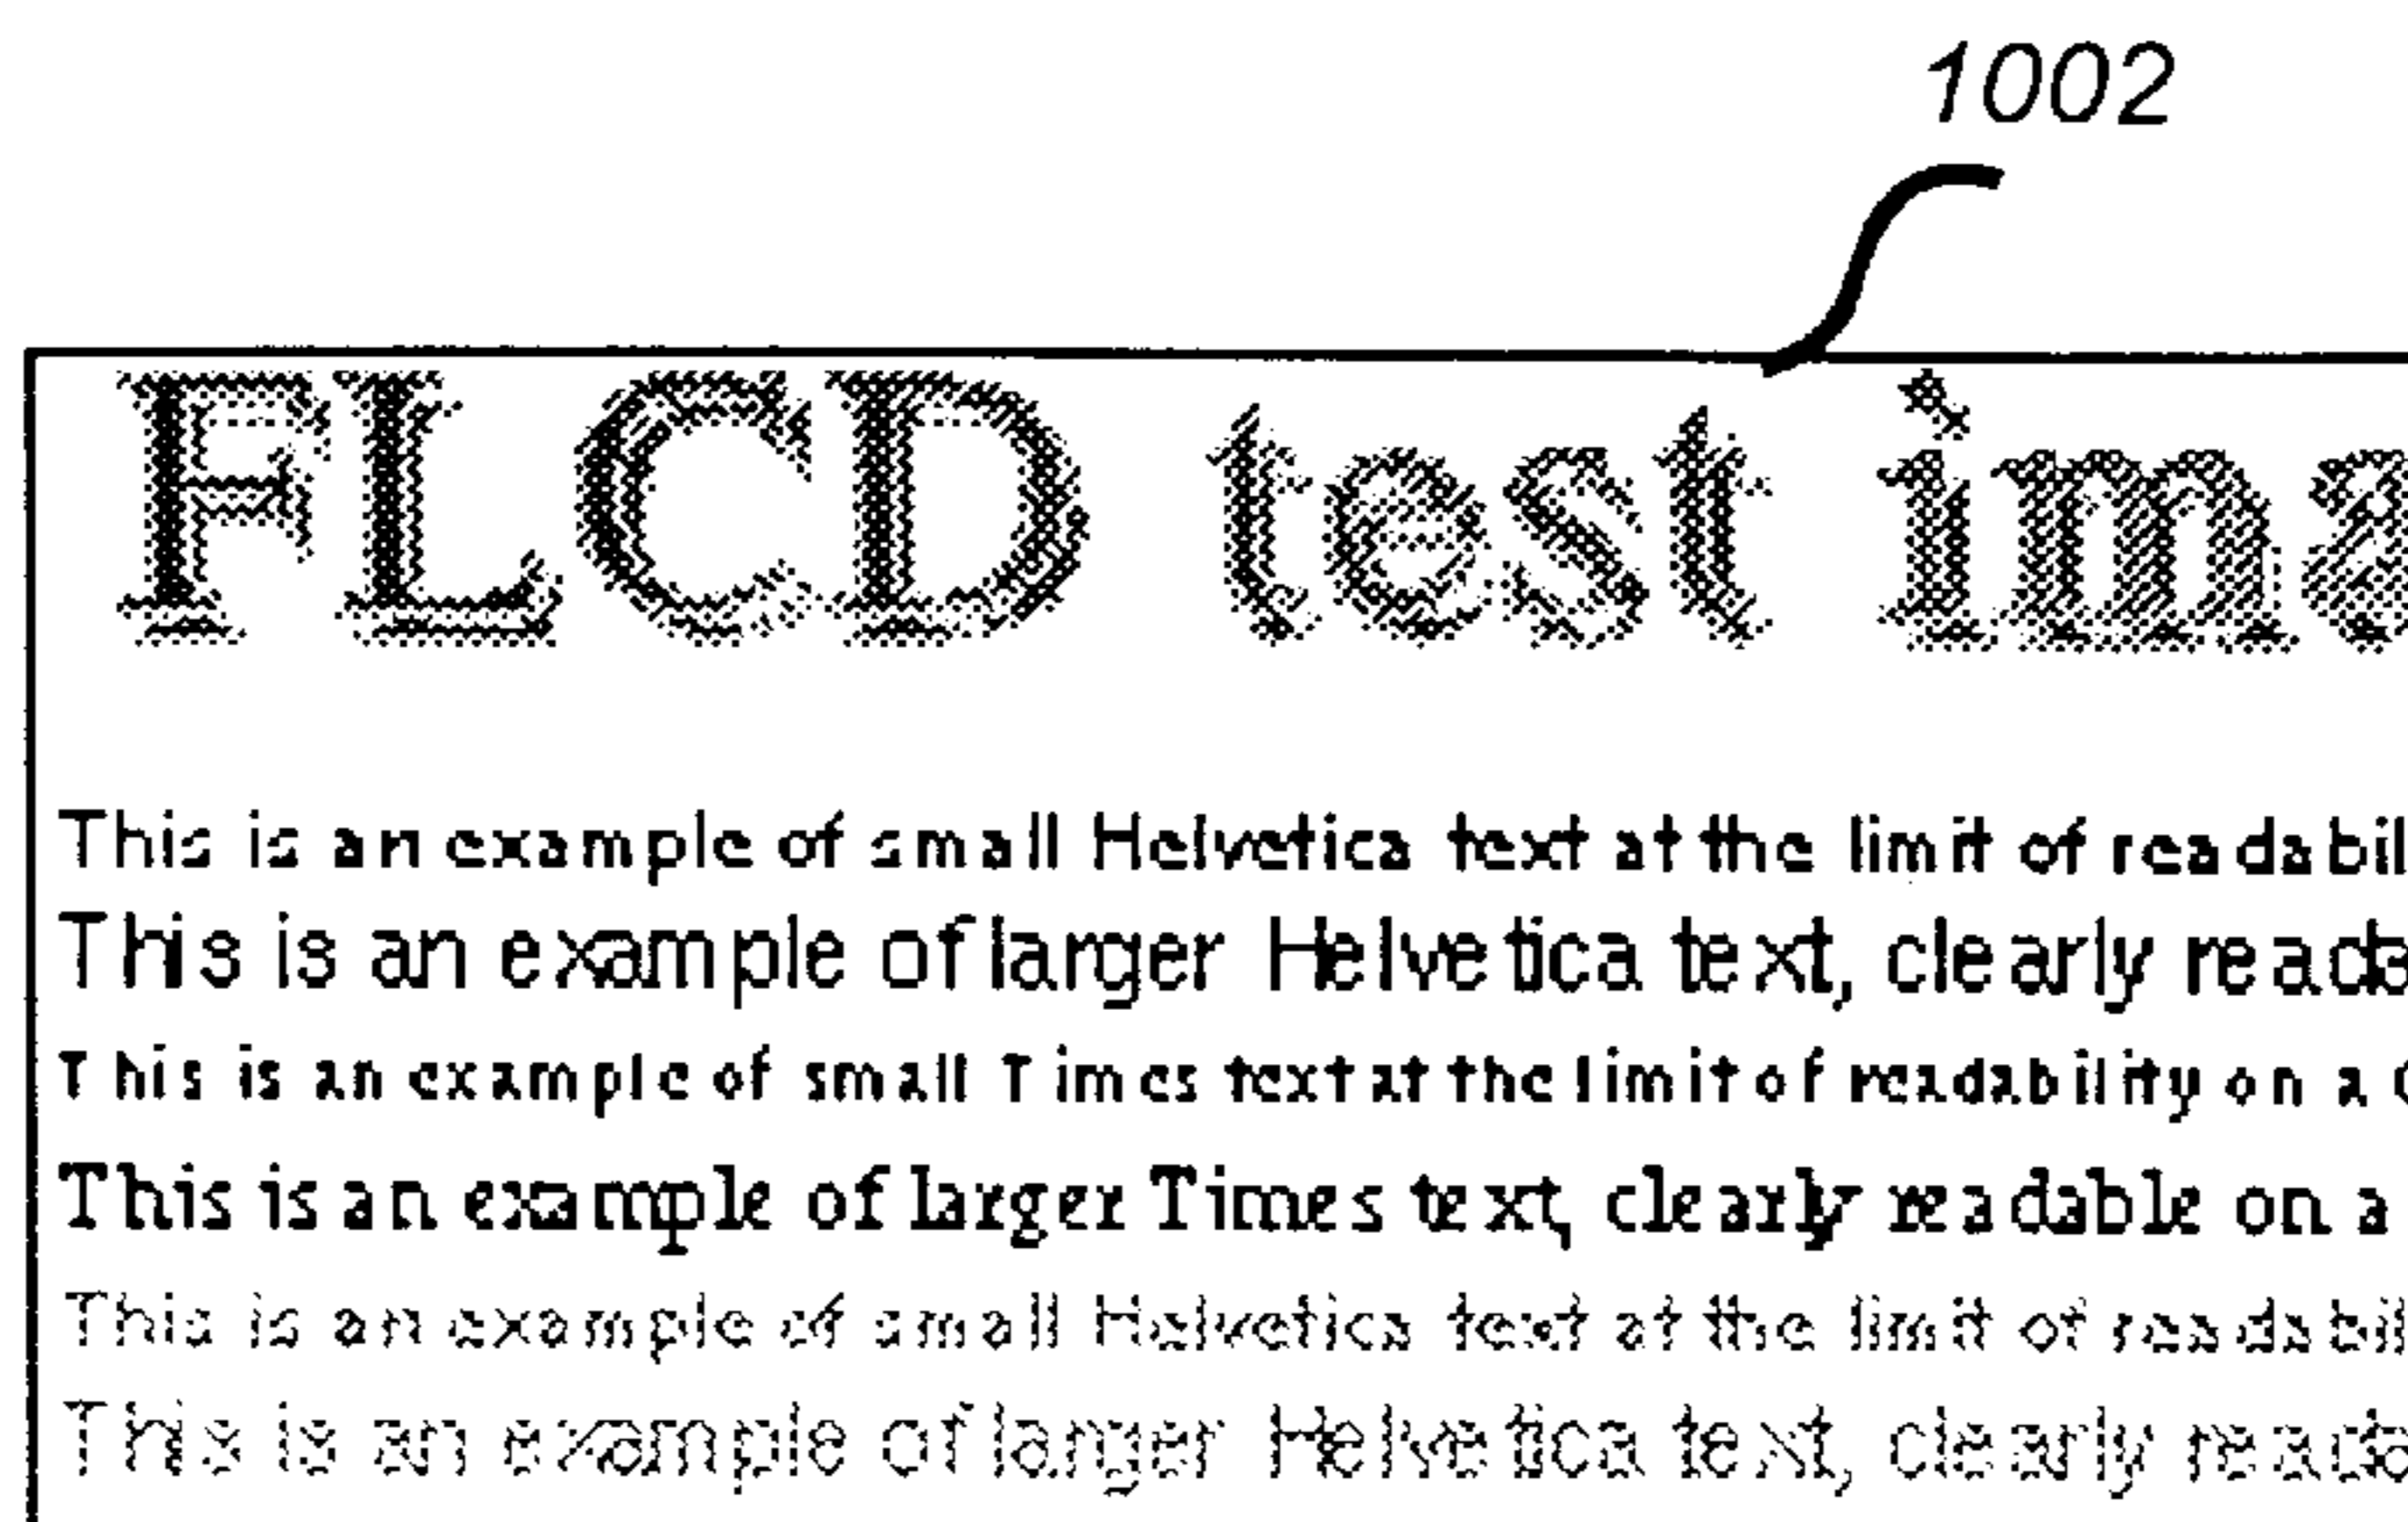 1002
FLCD test ima
This is an example of small Helvetica text at the limit of readabil
This is an example of larger Helvetica text, clearly reada
This is an example of small Times text at the limit of readability on a
This is an example of larger Times text, clearly readable on a
This is an example of small Helvetica text at the limit of readabil
This is an example of larger Helvetica text, clearly reada